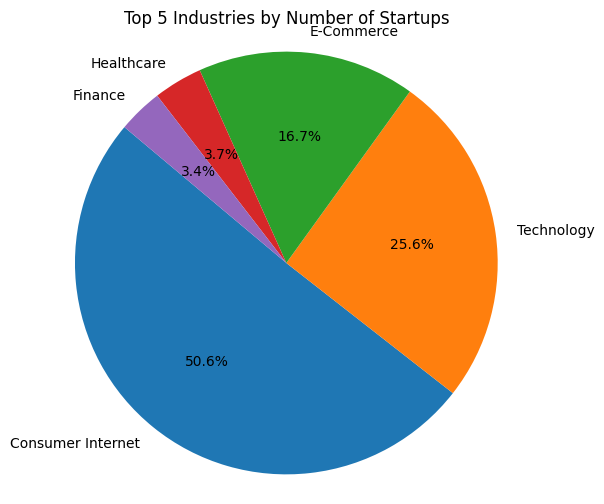 Top 5 Industries by Number of Startups
E-Commerce
Healthcare
Finance
16.7%
3.7%
3.4%
Technology
25.6%
50.6%
Consumer Internet